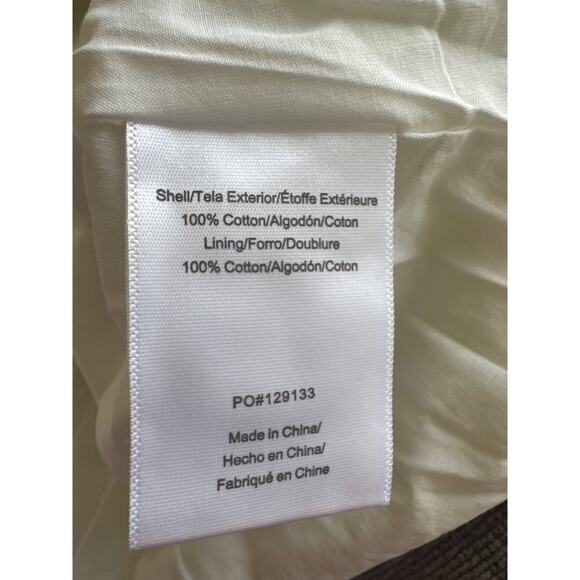 Shell/Tela Exterior/Étoffe Extérieure
100% Cotton/Algodón/Coton
Lining/Forro/Doublure
100% Cotton/Algodón/Coton
PO#129133
Made in China/
Hecho en China/
Fabriqué en Chine